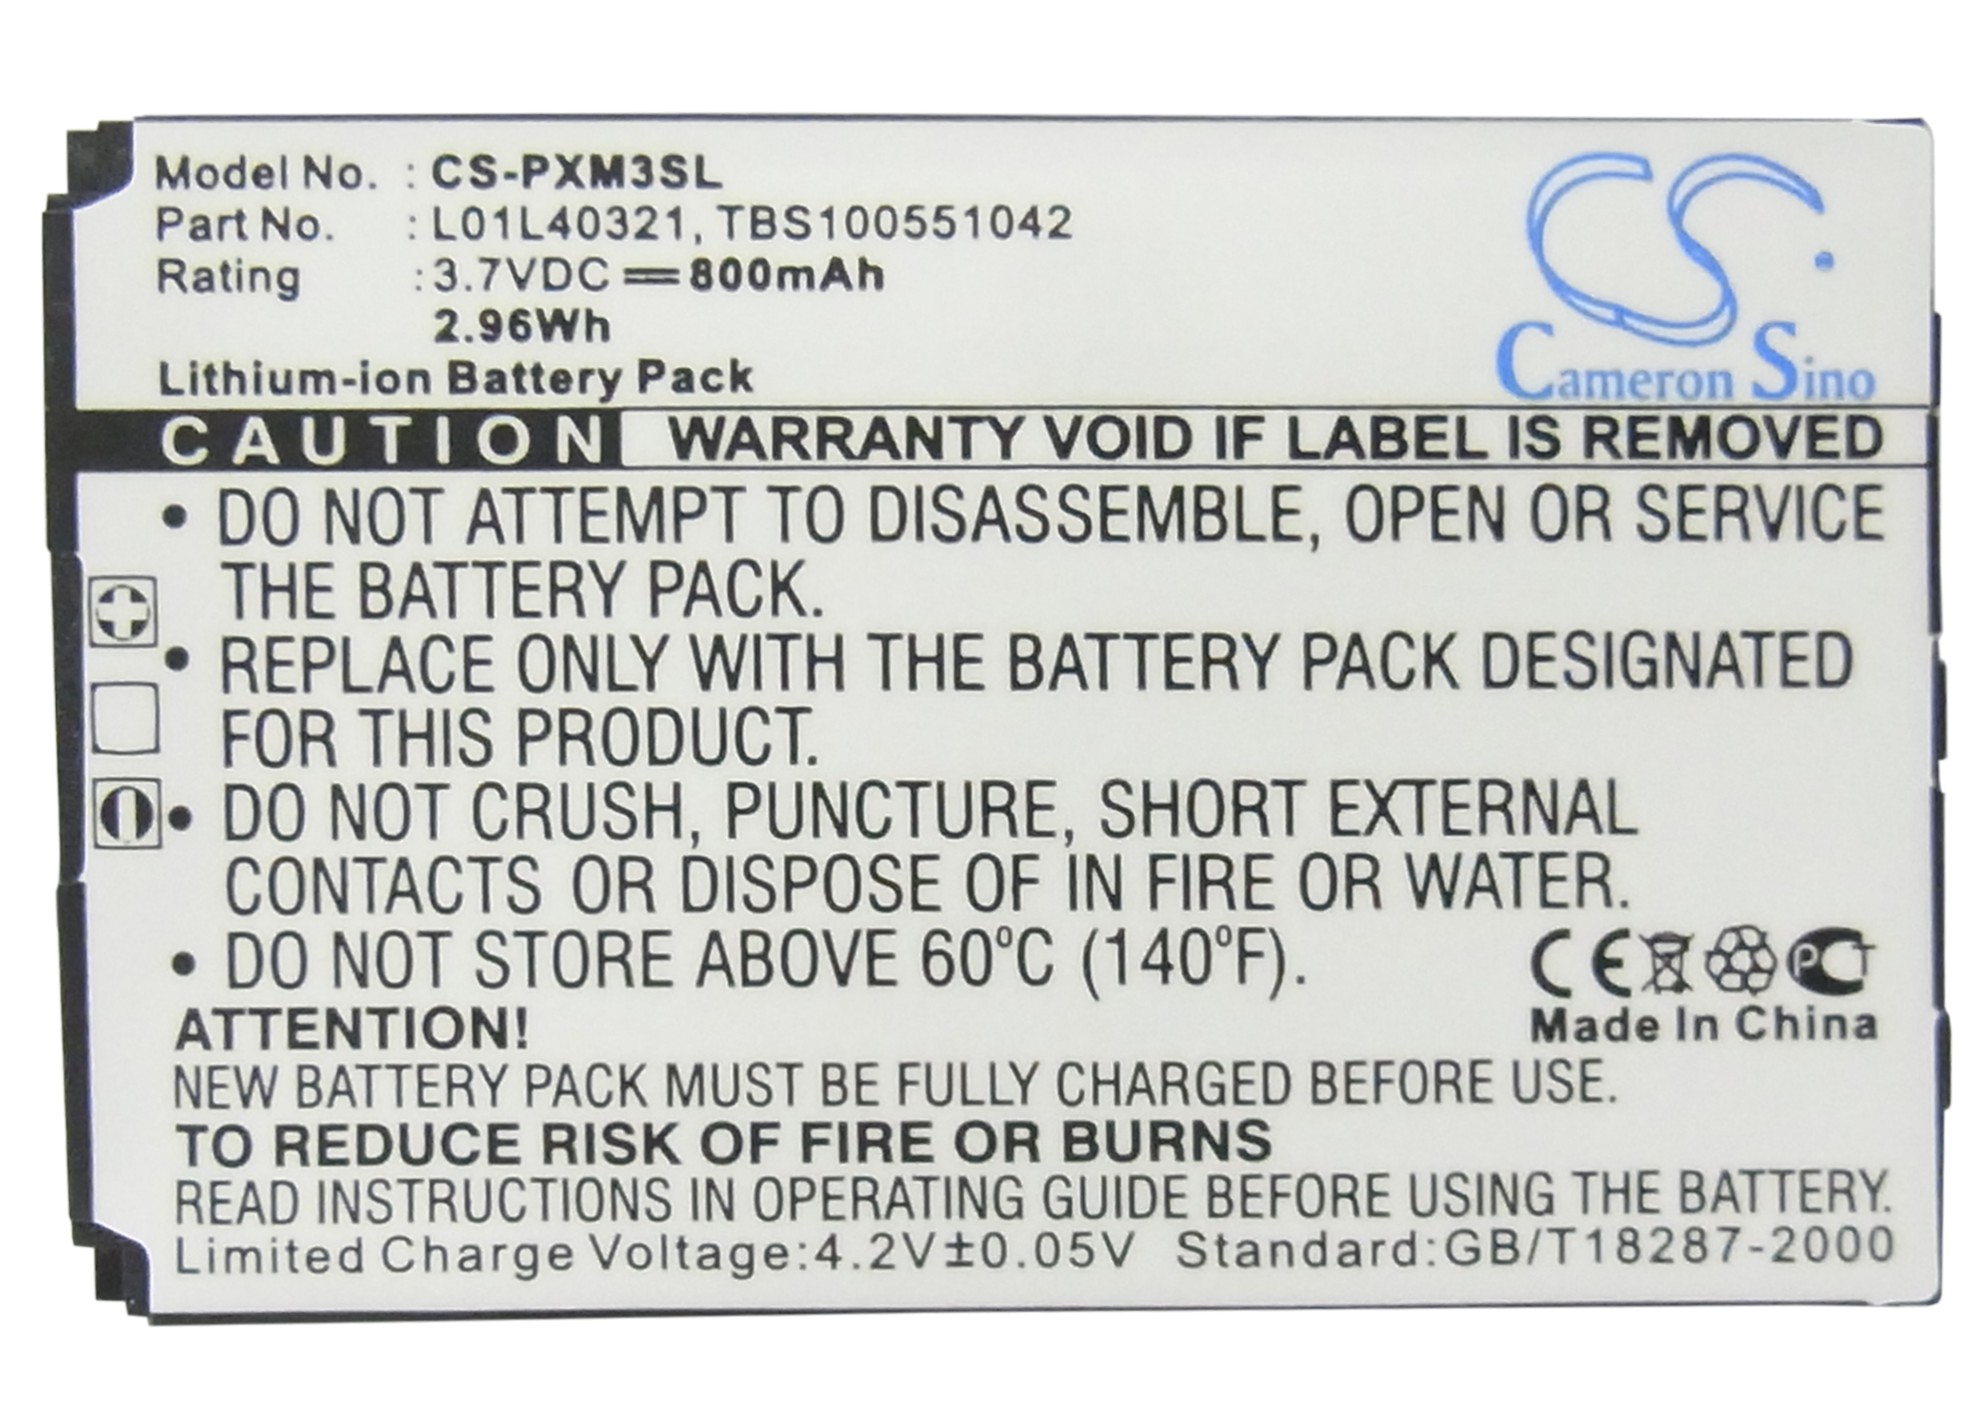 Model No. : CS-PXM3SL
Part No. : L01L40321, TBS100551042
Rating : 3.7VDC ⎓ 800mAh
2.96Wh
Lithium-ion Battery Pack
CS
Cameron Sino
CAUTION WARRANTY VOID IF LABEL IS REMOVED
• DO NOT ATTEMPT TO DISASSEMBLE, OPEN OR SERVICE
THE BATTERY PACK.
• REPLACE ONLY WITH THE BATTERY PACK DESIGNATED
FOR THIS PRODUCT.
• DO NOT CRUSH, PUNCTURE, SHORT EXTERNAL
CONTACTS OR DISPOSE OF IN FIRE OR WATER.
• DO NOT STORE ABOVE 60°C (140°F).
CE PCT
Made In China
ATTENTION!
NEW BATTERY PACK MUST BE FULLY CHARGED BEFORE USE.
TO REDUCE RISK OF FIRE OR BURNS
READ INSTRUCTIONS IN OPERATING GUIDE BEFORE USING THE BATTERY.
Limited Charge Voltage:4.2V±0.05V Standard:GB/T18287-2000